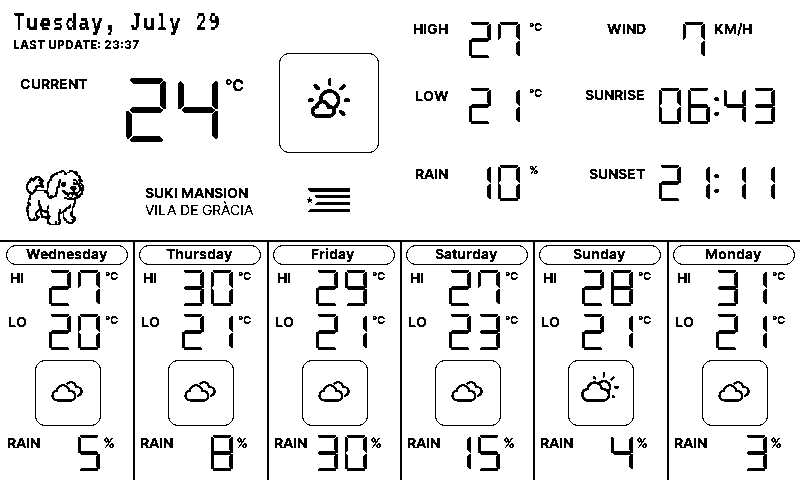 Tuesday, July 29
LAST UPDATE: 23:37
CURRENT 24 °C
SUKI MANSION
VILA DE GRÀCIA
HIGH 27 °C
LOW 21 °C
RAIN 10 %
WIND 7 KM/H
SUNRISE 06:43
SUNSET 21:11
Wednesday
HI 27 °C
LO 20 °C
RAIN 5 %
Thursday
HI 30 °C
LO 21 °C
RAIN 8 %
Friday
HI 29 °C
LO 21 °C
RAIN 30 %
Saturday
HI 27 °C
LO 23 °C
RAIN 15 %
Sunday
HI 28 °C
LO 21 °C
RAIN 4 %
Monday
HI 31 °C
LO 21 °C
RAIN 3 %